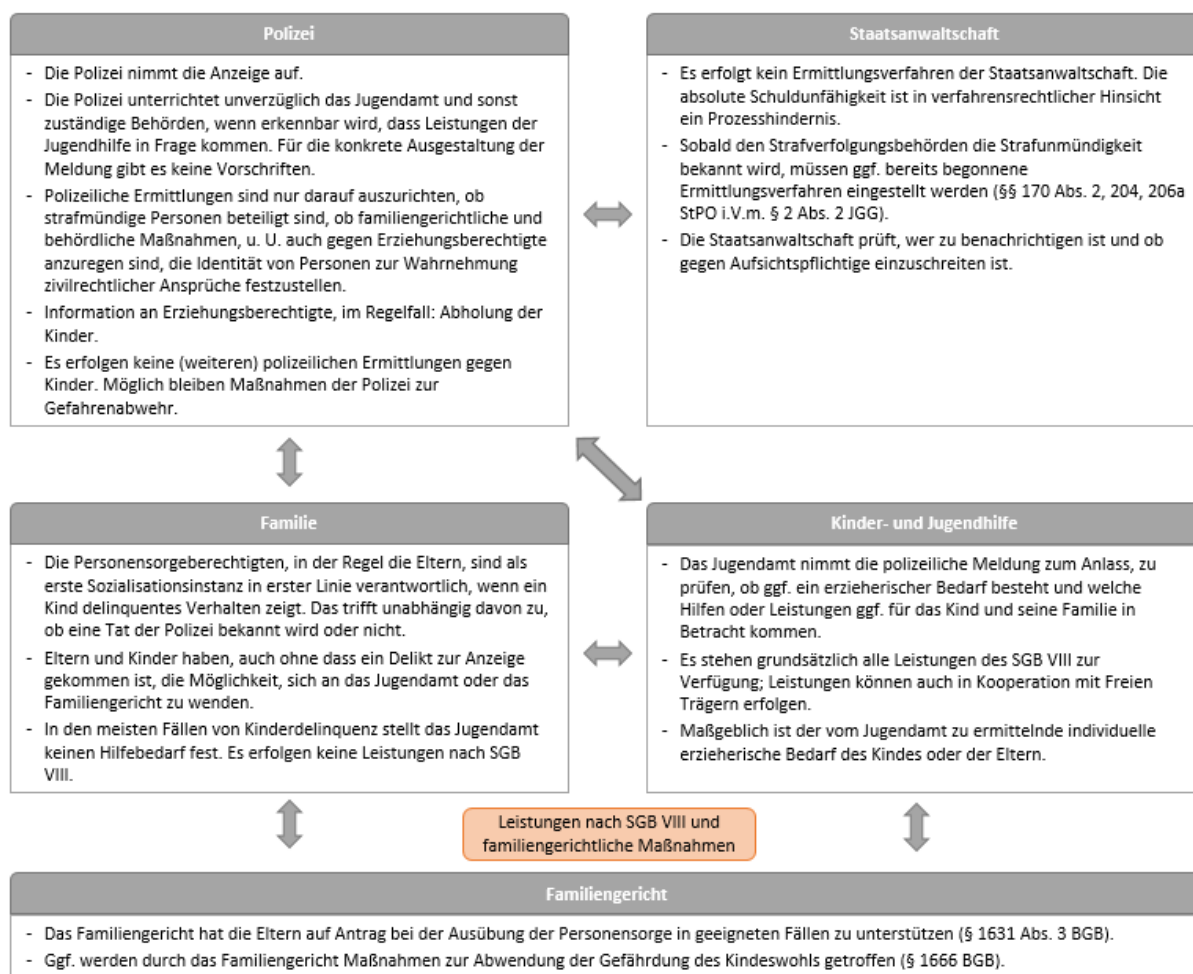 Polizei
- Die Polizei nimmt die Anzeige auf.
- Die Polizei unterrichtet unverzüglich das Jugendamt und sonst
zuständige Behörden, wenn erkennbar wird, dass Leistungen der
Jugendhilfe in Frage kommen. Für die konkrete Ausgestaltung der
Meldung gibt es keine Vorschriften.
- Polizeiliche Ermittlungen sind nur darauf auszurichten, ob
strafmündige Personen beteiligt sind, ob familiengerichtliche und
behördliche Maßnahmen, u. U. auch gegen Erziehungsberechtigte
anzuregen sind, die Identität von Personen zur Wahrnehmung
zivilrechtlicher Ansprüche festzustellen.
- Information an Erziehungsberechtigte, im Regelfall: Abholung der
Kinder.
- Es erfolgen keine (weiteren) polizeilichen Ermittlungen gegen
Kinder. Möglich bleiben Maßnahmen der Polizei zur
Gefahrenabwehr.
Staatsanwaltschaft
- Es erfolgt kein Ermittlungsverfahren der Staatsanwaltschaft. Die
absolute Schuldunfähigkeit ist in verfahrensrechtlicher Hinsicht
ein Prozesshindernis.
- Sobald den Strafverfolgungsbehörden die Strafunmündigkeit
bekannt wird, müssen ggf. bereits begonnene
Ermittlungsverfahren eingestellt werden (§§ 170 Abs. 2, 204, 206a
StPO i.V.m. § 2 Abs. 2 JGG).
- Die Staatsanwaltschaft prüft, wer zu benachrichtigen ist und ob
gegen Aufsichtspflichtige einzuschreiten ist.
Familie
- Die Personensorgeberechtigten, in der Regel die Eltern, sind als
erste Sozialisationsinstanz in erster Linie verantwortlich, wenn ein
Kind delinquentes Verhalten zeigt. Das trifft unabhängig davon zu,
ob eine Tat der Polizei bekannt wird oder nicht.
- Eltern und Kinder haben, auch ohne dass ein Delikt zur Anzeige
gekommen ist, die Möglichkeit, sich an das Jugendamt oder das
Familiengericht zu wenden.
- In den meisten Fällen von Kinderdelinquenz stellt das Jugendamt
keinen Hilfebedarf fest. Es erfolgen keine Leistungen nach SGB
VIII.
Kinder- und Jugendhilfe
- Das Jugendamt nimmt die polizeiliche Meldung zum Anlass, zu
prüfen, ob ggf. ein erzieherischer Bedarf besteht und welche
Hilfen oder Leistungen ggf. für das Kind und seine Familie in
Betracht kommen.
- Es stehen grundsätzlich alle Leistungen des SGB VIII zur
Verfügung; Leistungen können auch in Kooperation mit Freien
Trägern erfolgen.
- Maßgeblich ist der vom Jugendamt zu ermittelnde individuelle
erzieherische Bedarf des Kindes oder der Eltern.
Leistungen nach SGB VIII und
familiengerichtliche Maßnahmen
Familiengericht
- Das Familiengericht hat die Eltern auf Antrag bei der Ausübung der Personensorge in geeigneten Fällen zu unterstützen (§ 1631 Abs. 3 BGB).
- Ggf. werden durch das Familiengericht Maßnahmen zur Abwendung der Gefährdung des Kindeswohls getroffen (§ 1666 BGB).